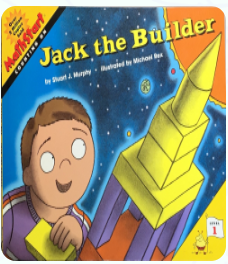 MathStart
COUNTING ON
Jack the Builder
by Stuart J. Murphy illustrated by Michael Rex
LEVEL
1